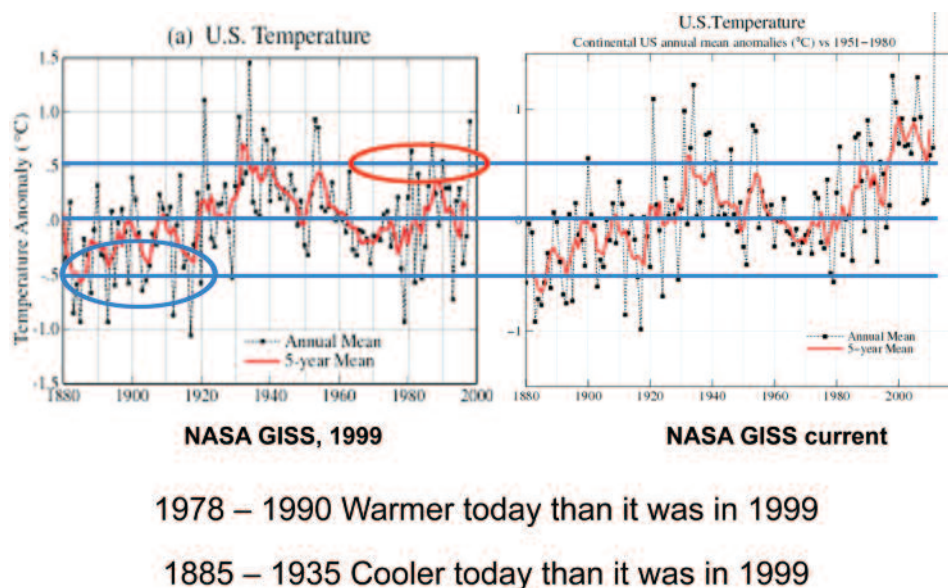 (a) U.S. Temperature
U.S.Temperature
Continental US annual mean anomalies (°C) vs 1951-1980
Temperature Anomaly (°C)
1.5
1.0
.5
.0
-.5
-1.0
-1.5
Annual Mean
5-year Mean
1880 1900 1920 1940 1960 1980 2000
1
0
-1
Annual Mean
5-year Mean
1880 1900 1920 1940 1960 1980 2000
NASA GISS, 1999
NASA GISS current
1978 – 1990 Warmer today than it was in 1999
1885 – 1935 Cooler today than it was in 1999